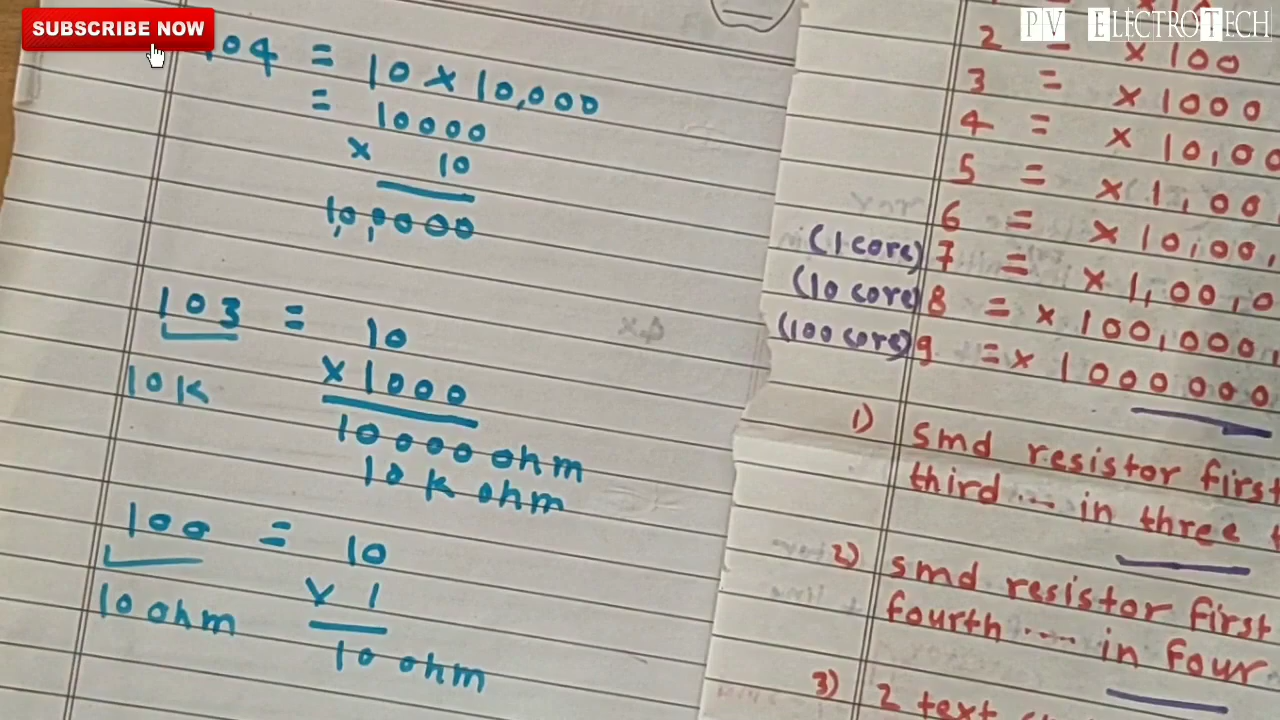 SUBSCRIBE NOW
PV ELECTROTECH
104 = 10 x 10,000
= 10000
x 10
1,0,0000
103 = 10
10K x 1000
10000 ohm
10 K ohm
100 = 10
x 1
10 ohm
10 ohm
2 = x 100
3 = x 1000
4 = x 10,00
5 = x 1,00
6 = x 10,00,
(1 core) 7 = x 1,00,0
(10 core) 8 = x 100,000,
(100 core) 9 = x 1000000
1) smd resistor first
third ... in three
2) smd resistor first
fourth .... in four
3) 2 text